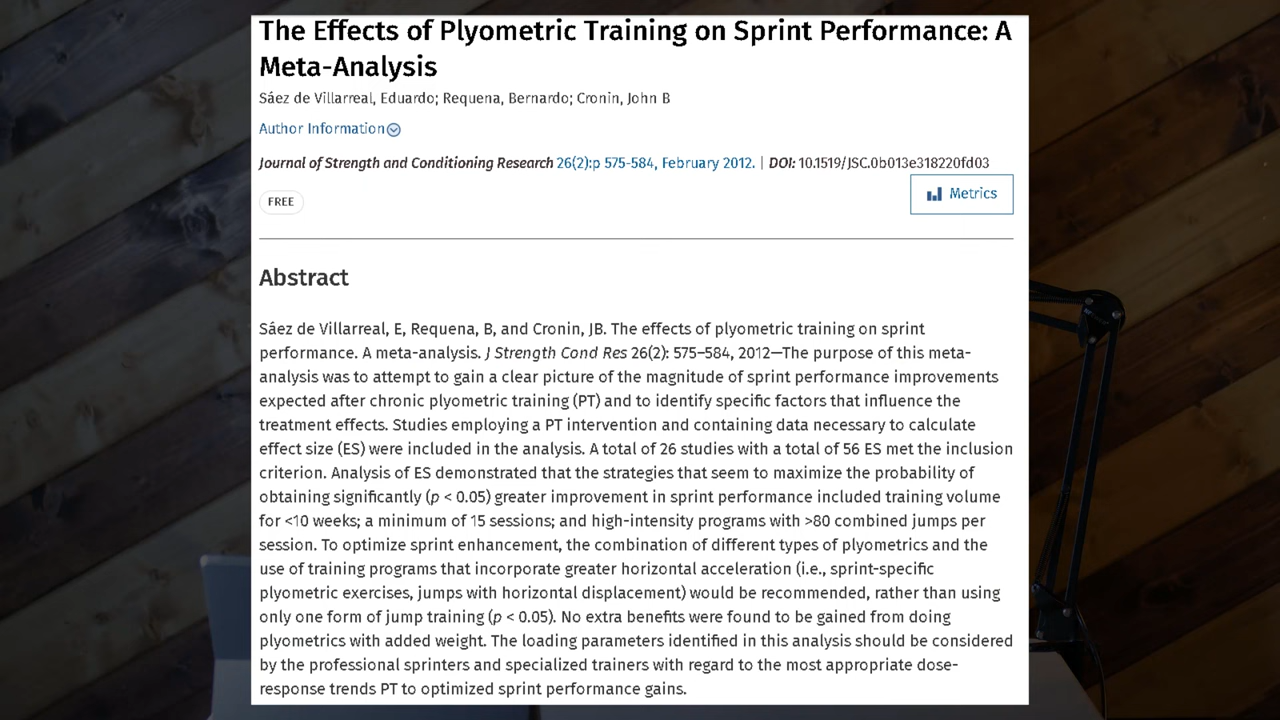 The Effects of Plyometric Training on Sprint Performance: A
Meta-Analysis
Sáez de Villarreal, Eduardo; Requena, Bernardo; Cronin, John B
Author Information
Journal of Strength and Conditioning Research 26(2):p 575-584, February 2012. | DOI: 10.1519/JSC.0b013e318220fd03
FREE
Metrics
Abstract
Sáez de Villarreal, E, Requena, B, and Cronin, JB. The effects of plyometric training on sprint
performance. A meta-analysis. J Strength Cond Res 26(2): 575–584, 2012—The purpose of this meta-
analysis was to attempt to gain a clear picture of the magnitude of sprint performance improvements
expected after chronic plyometric training (PT) and to identify specific factors that influence the
treatment effects. Studies employing a PT intervention and containing data necessary to calculate
effect size (ES) were included in the analysis. A total of 26 studies with a total of 56 ES met the inclusion
criterion. Analysis of ES demonstrated that the strategies that seem to maximize the probability of
obtaining significantly (p < 0.05) greater improvement in sprint performance included training volume
for <10 weeks; a minimum of 15 sessions; and high-intensity programs with >80 combined jumps per
session. To optimize sprint enhancement, the combination of different types of plyometrics and the
use of training programs that incorporate greater horizontal acceleration (i.e., sprint-specific
plyometric exercises, jumps with horizontal displacement) would be recommended, rather than using
only one form of jump training (p < 0.05). No extra benefits were found to be gained from doing
plyometrics with added weight. The loading parameters identified in this analysis should be considered
by the professional sprinters and specialized trainers with regard to the most appropriate dose-
response trends PT to optimized sprint performance gains.